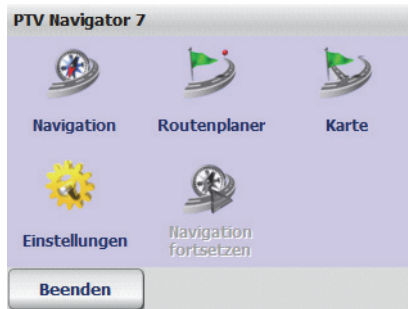 PTV Navigator 7
Navigation
Routenplaner
Karte
Einstellungen
Navigation
fortsetzen
Beenden